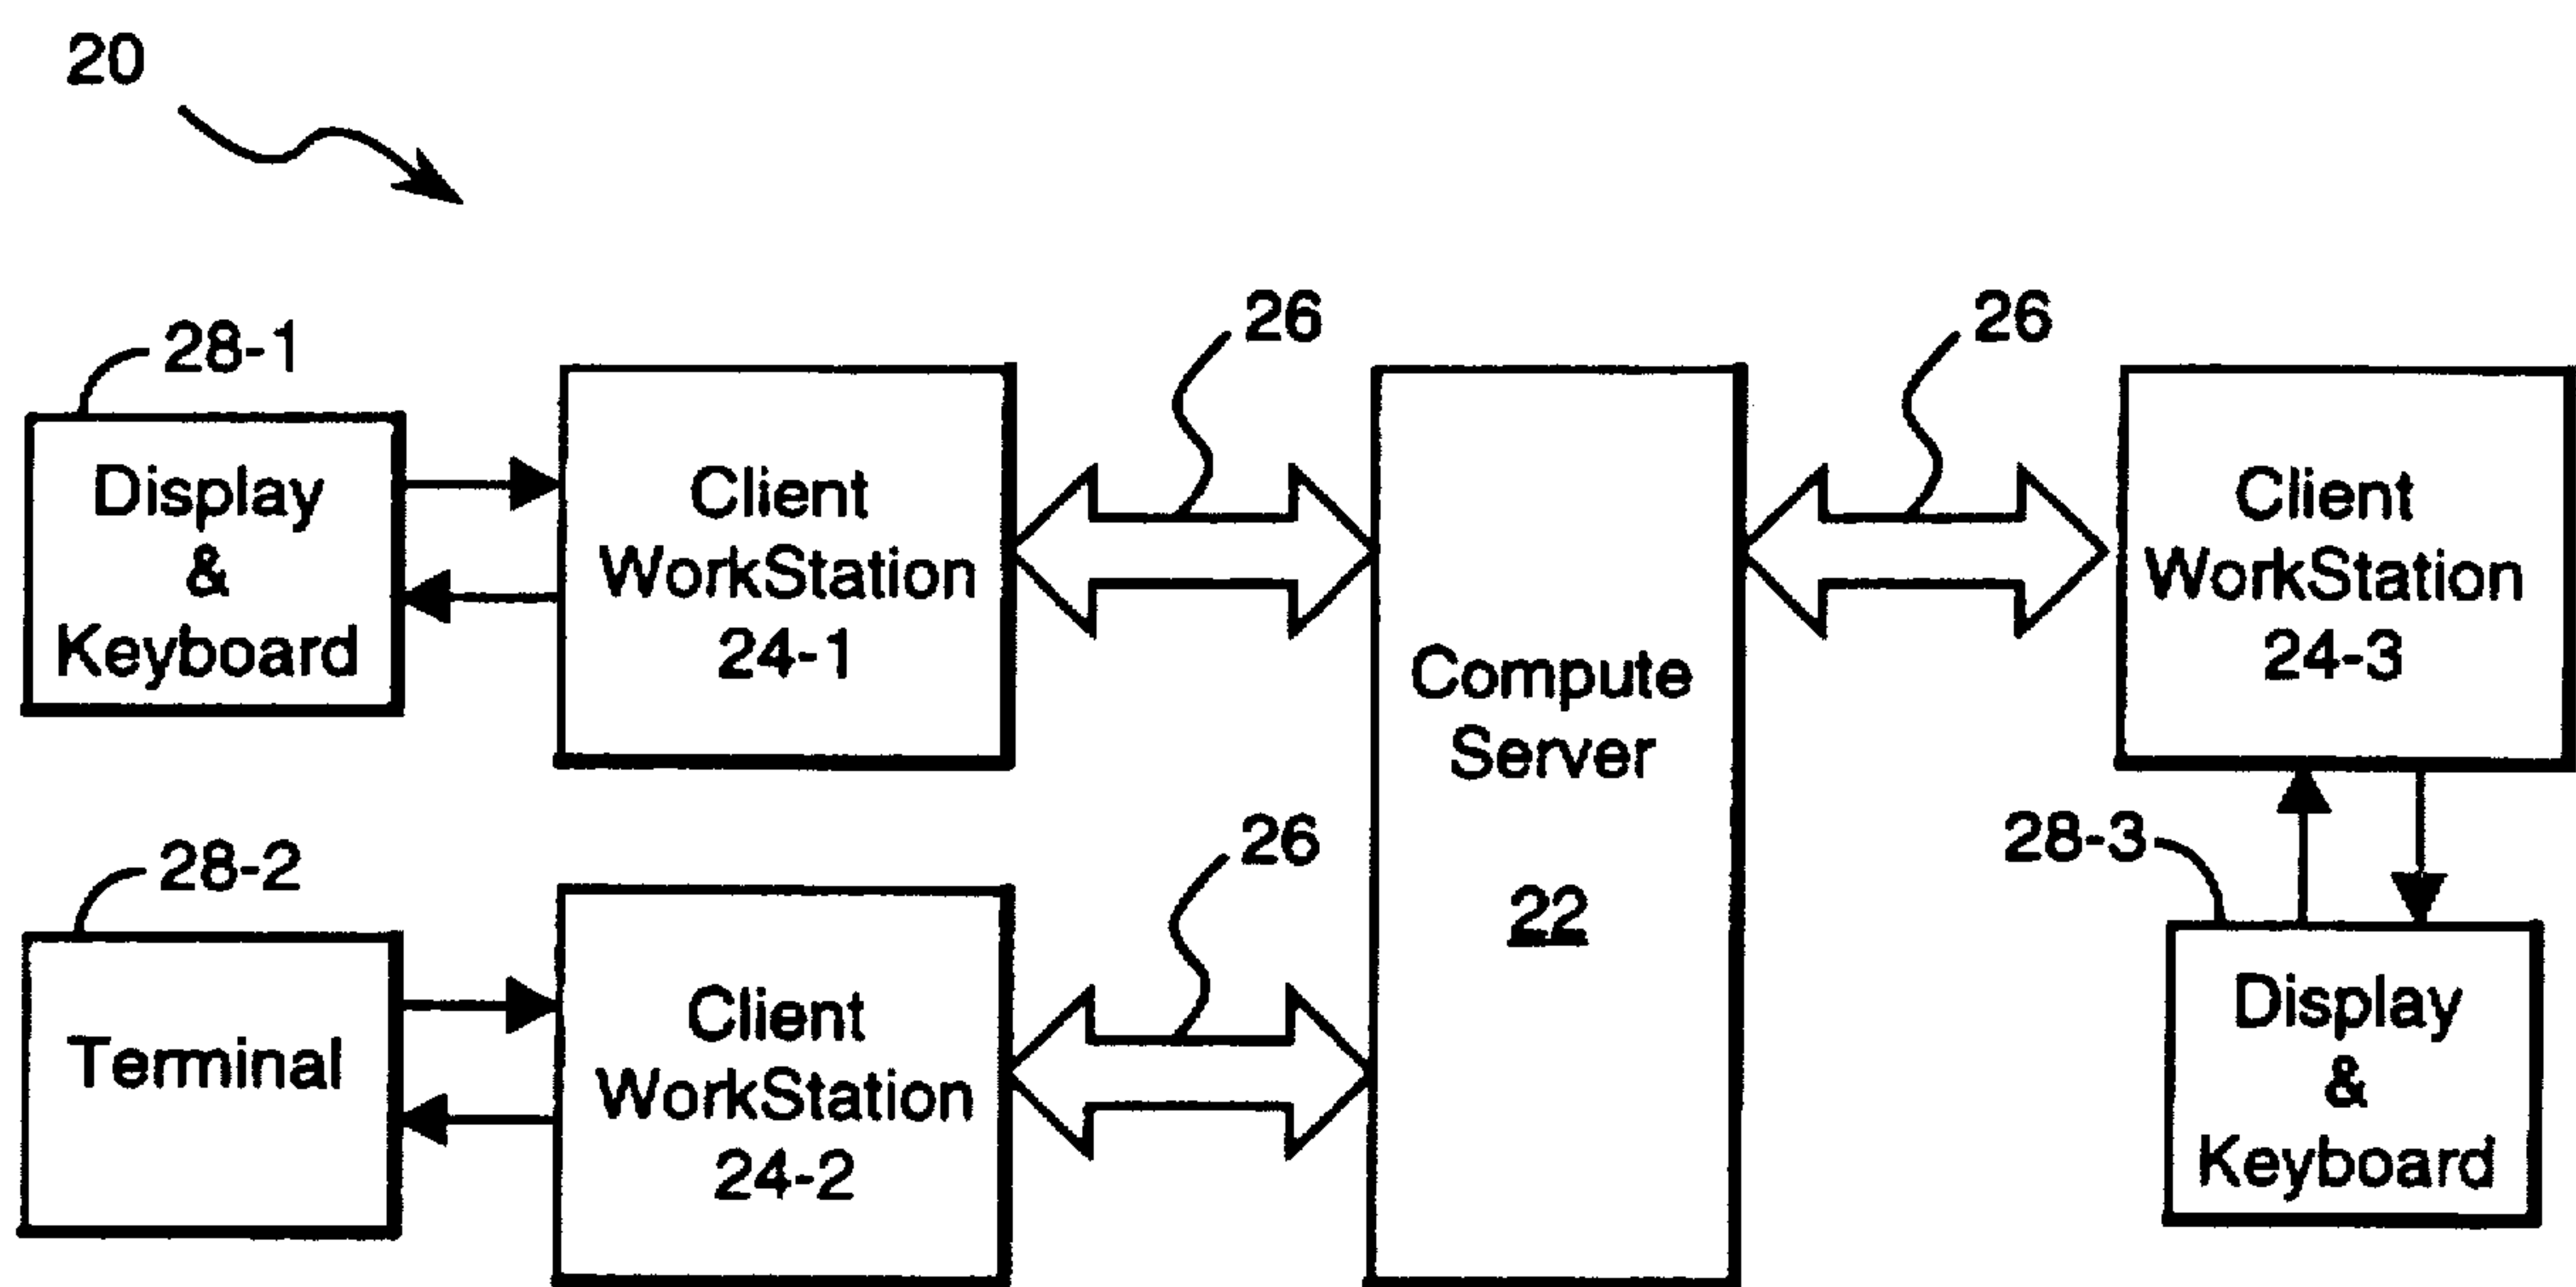 20
28-1
26
26
Display
&
Keyboard
Client
WorkStation
24-1
Compute
Server
22
Client
WorkStation
24-3
28-2
26
28-3
Terminal
Client
WorkStation
24-2
Display
&
Keyboard